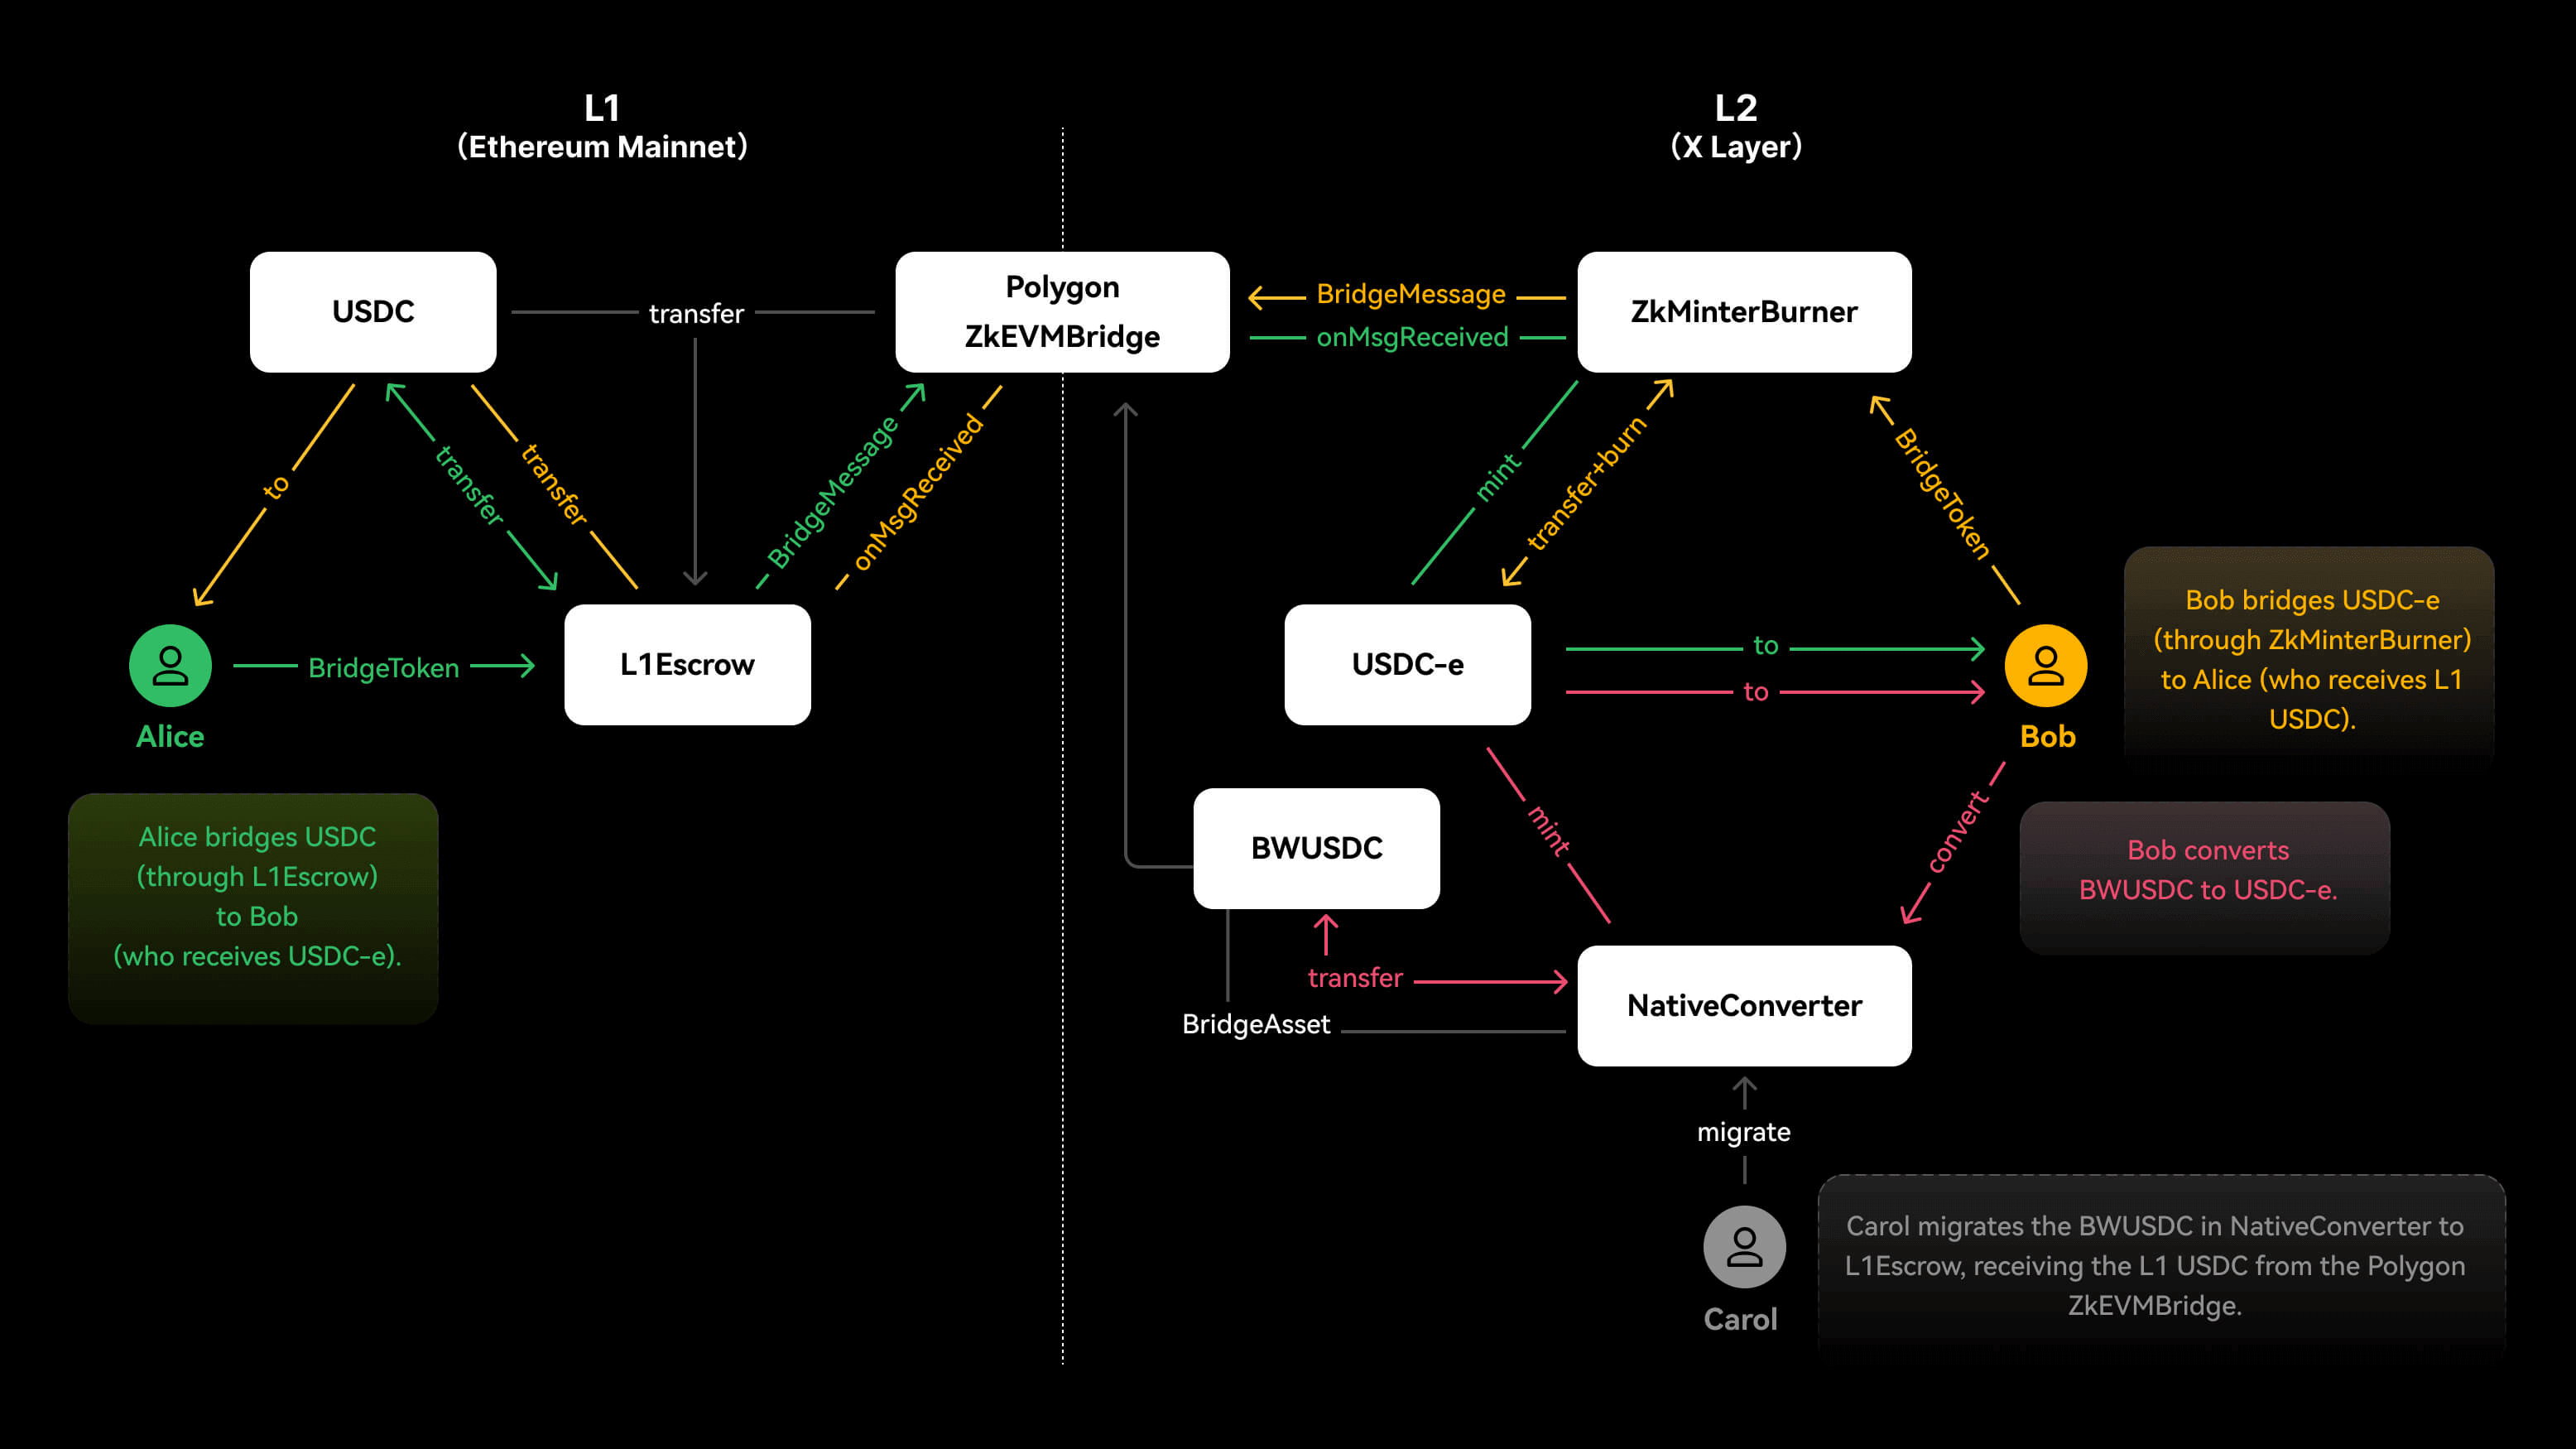 L1
(Ethereum Mainnet)
L2
(X Layer)
USDC
transfer
Polygon
ZkEVMBridge
BridgeMessage
onMsgReceived
ZkMinterBurner
to
transfer
transfer
BridgeMessage
onMsgReceived
mint
transfer+burn
BridgeToken
Alice
BridgeToken
L1Escrow
USDC-e
to
to
Bob
Bob bridges USDC-e
(through ZkMinterBurner)
to Alice (who receives L1
USDC).
Alice bridges USDC
(through L1Escrow)
to Bob
(who receives USDC-e).
BWUSDC
mint
convert
Bob converts
BWUSDC to USDC-e.
transfer
BridgeAsset
NativeConverter
migrate
Carol
Carol migrates the BWUSDC in NativeConverter to
L1Escrow, receiving the L1 USDC from the Polygon
ZkEVMBridge.